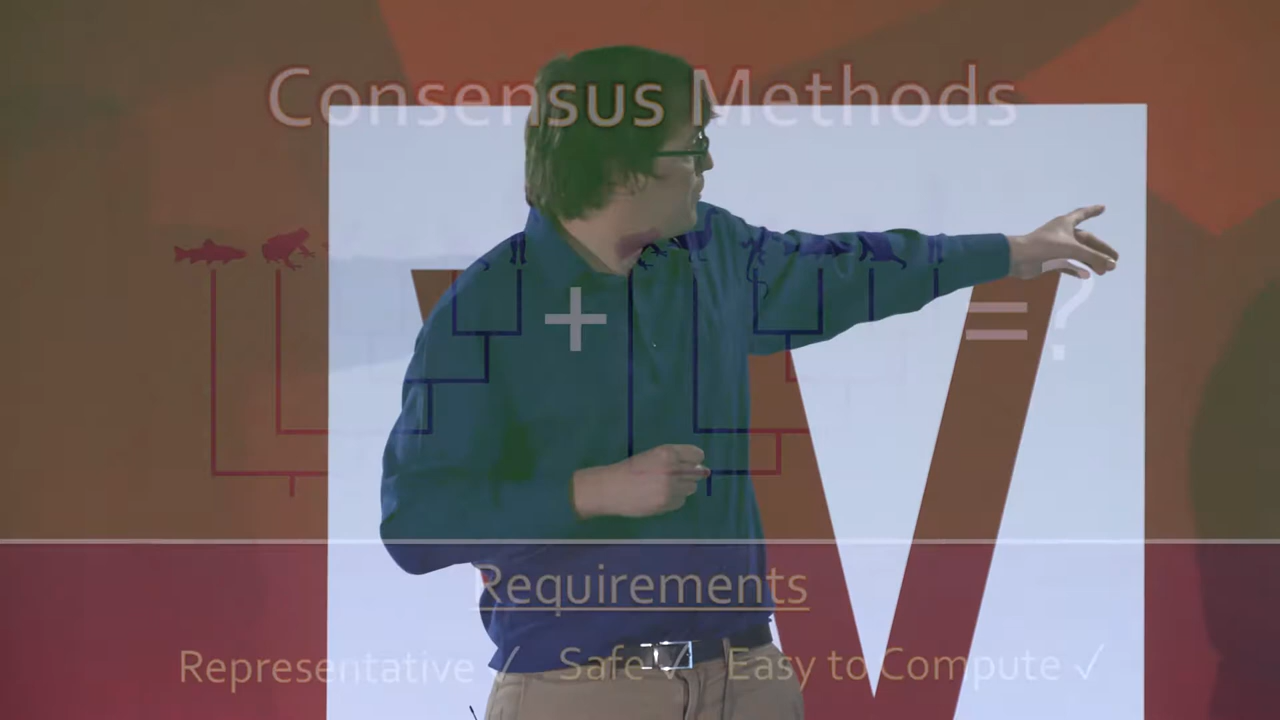 Consensus Methods
+ = ?
Requirements
Representative ✓ Safe ✓ Easy to Compute ✓